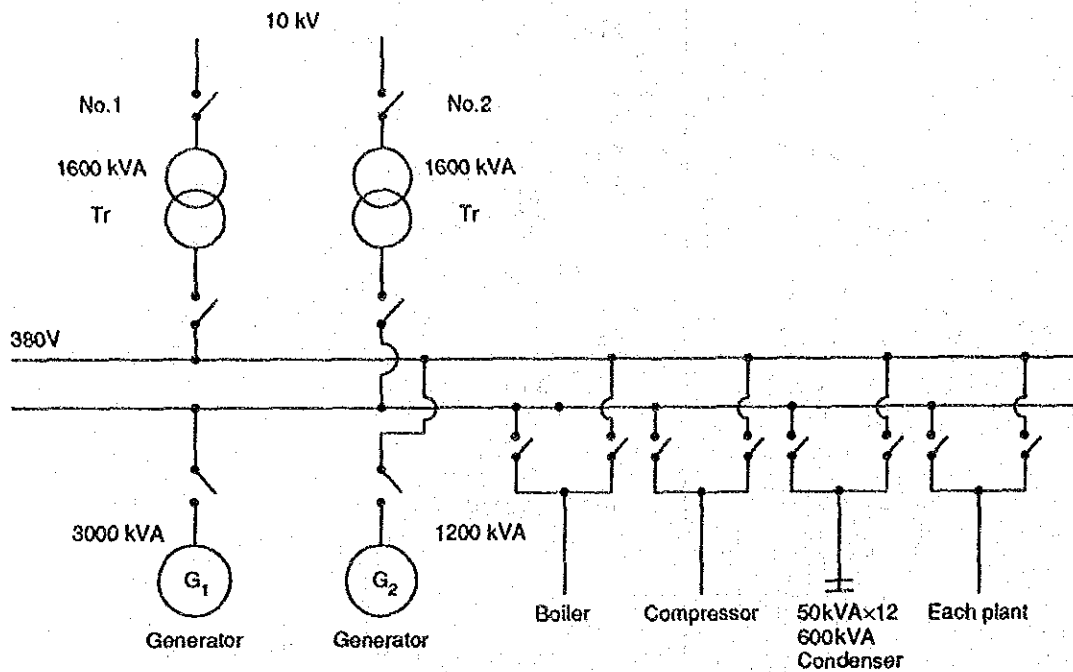 10 kV
No.1
No.2
1600 kVA
1600 kVA
Tr
Tr
380V
3000 kVA
1200 kVA
G1
G2
Generator
Generator
Boiler
Compressor
50kVA×12
600kVA
Condenser
Each plant